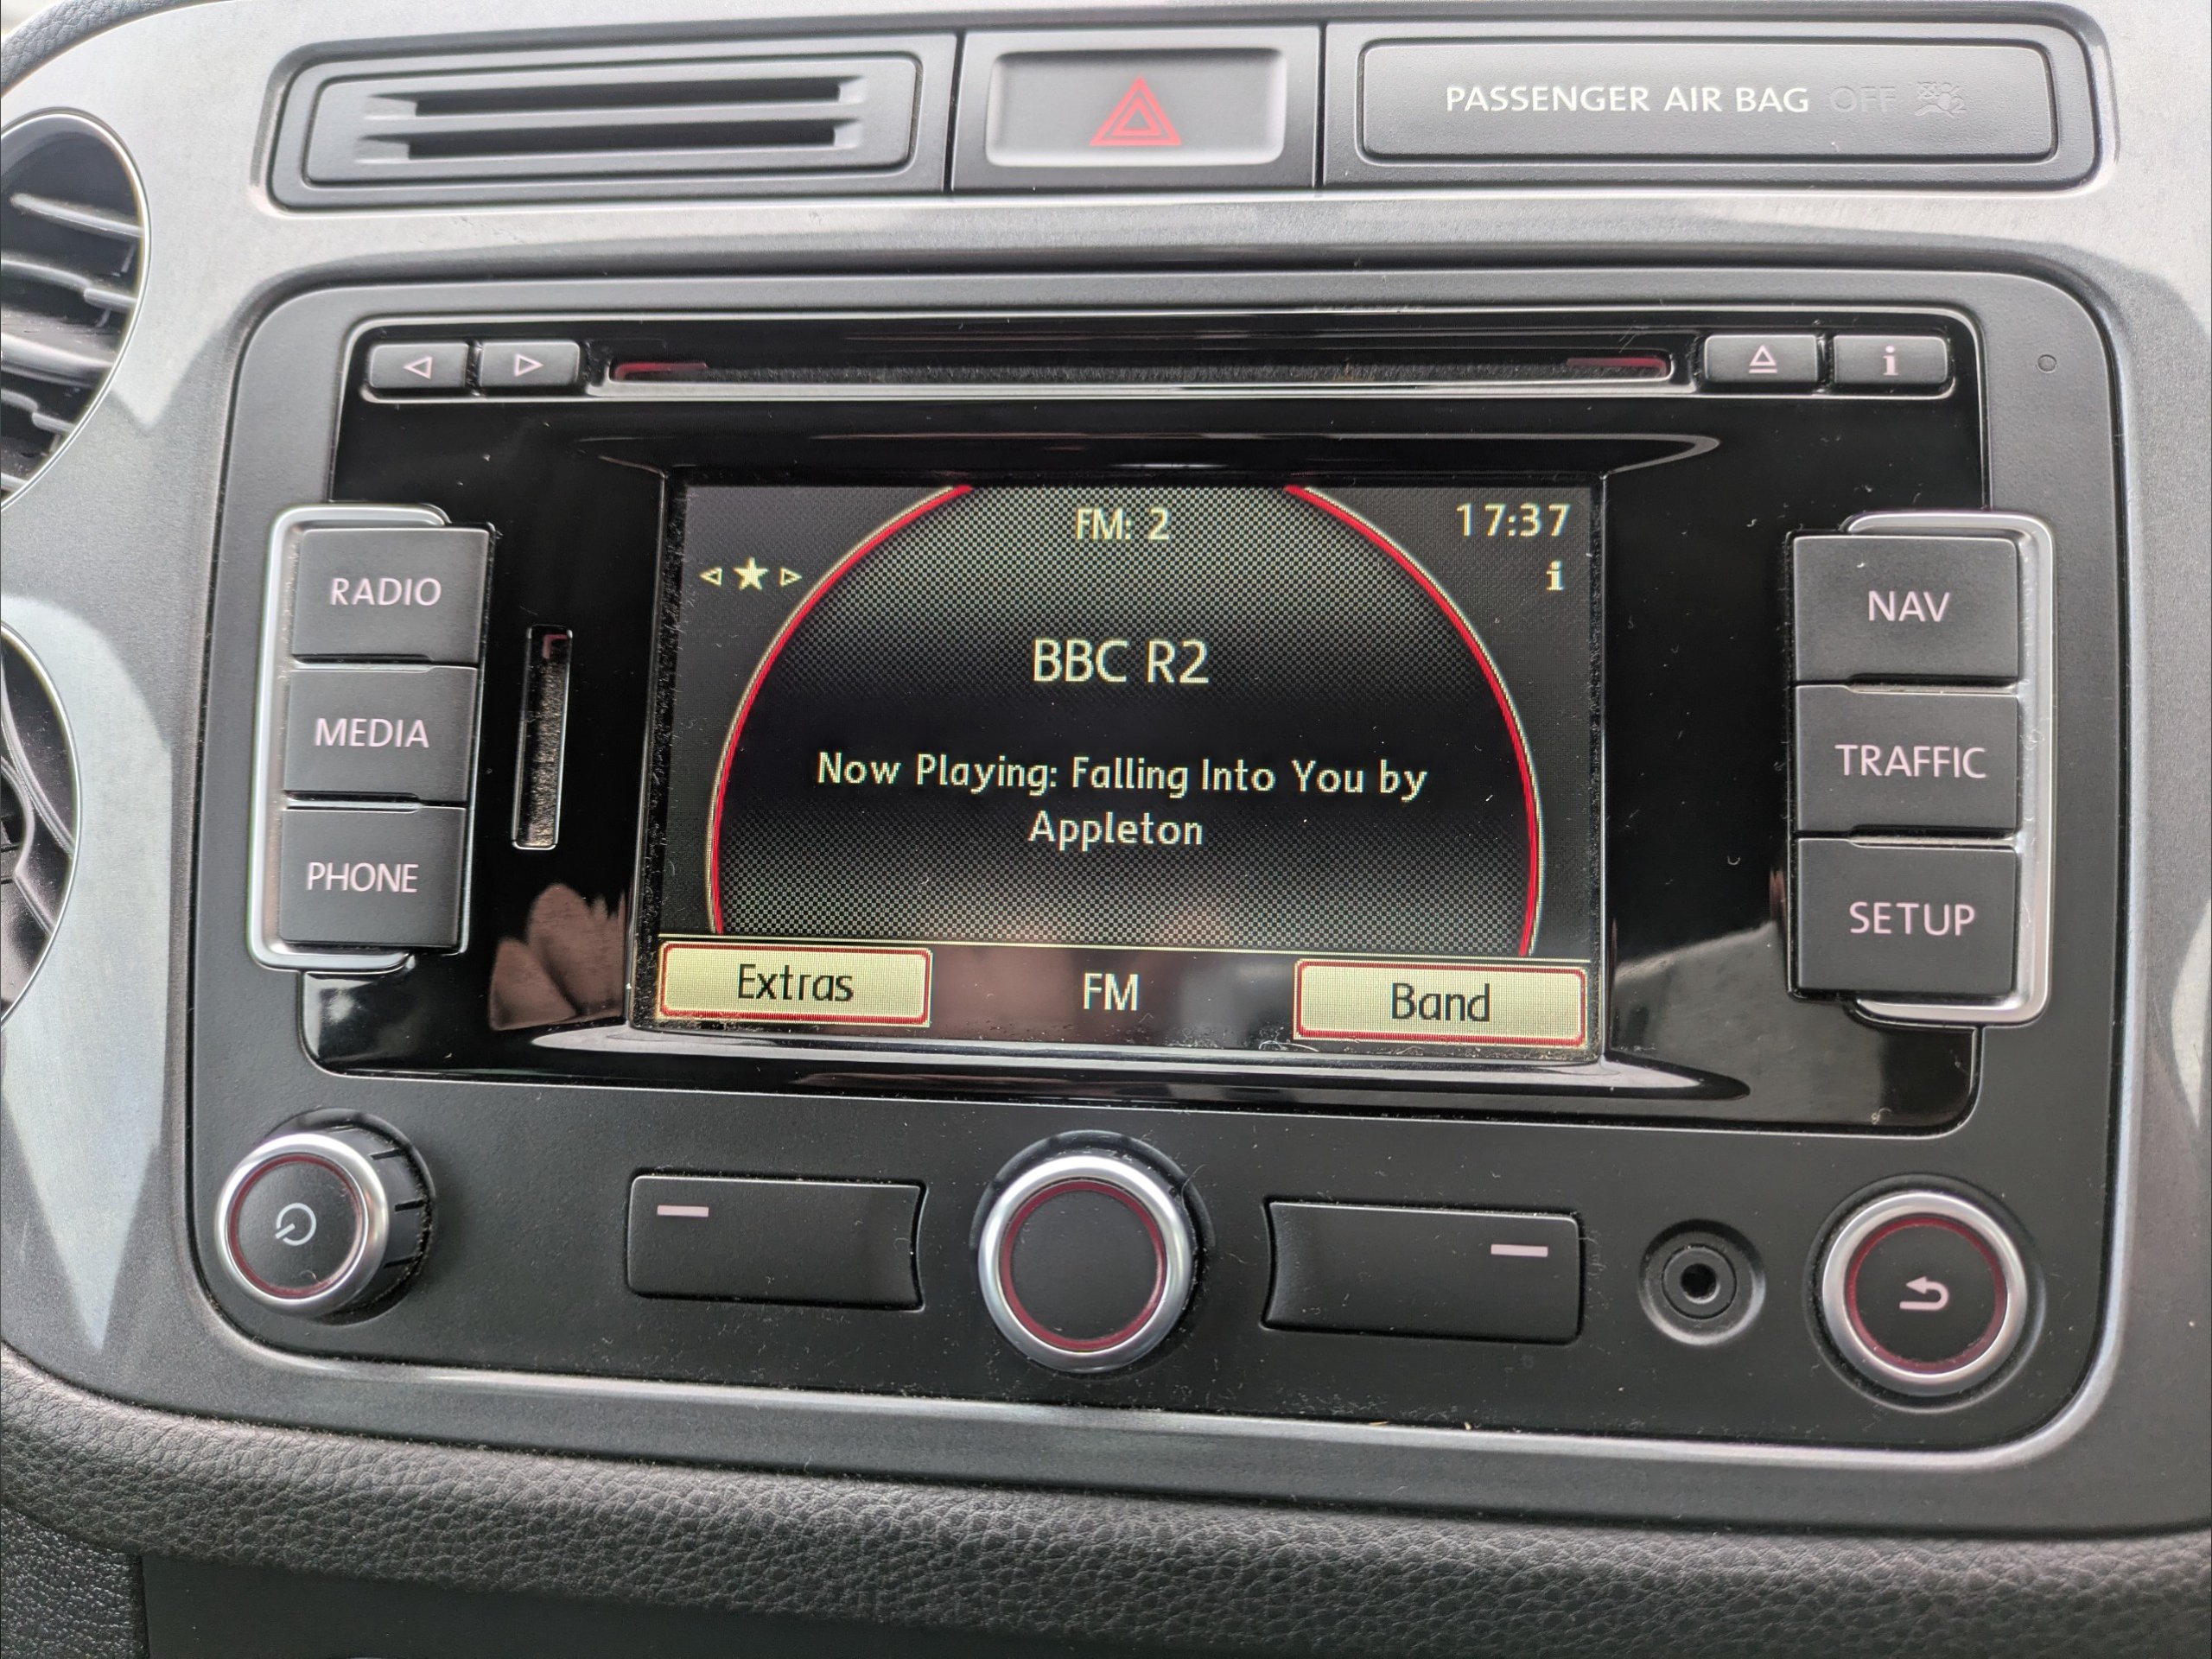 PASSENGER AIR BAG OFF
i
FM: 2
17:37
i
BBC R2
Now Playing: Falling Into You by
Appleton
Extras
FM
Band
RADIO
MEDIA
PHONE
NAV
TRAFFIC
SETUP